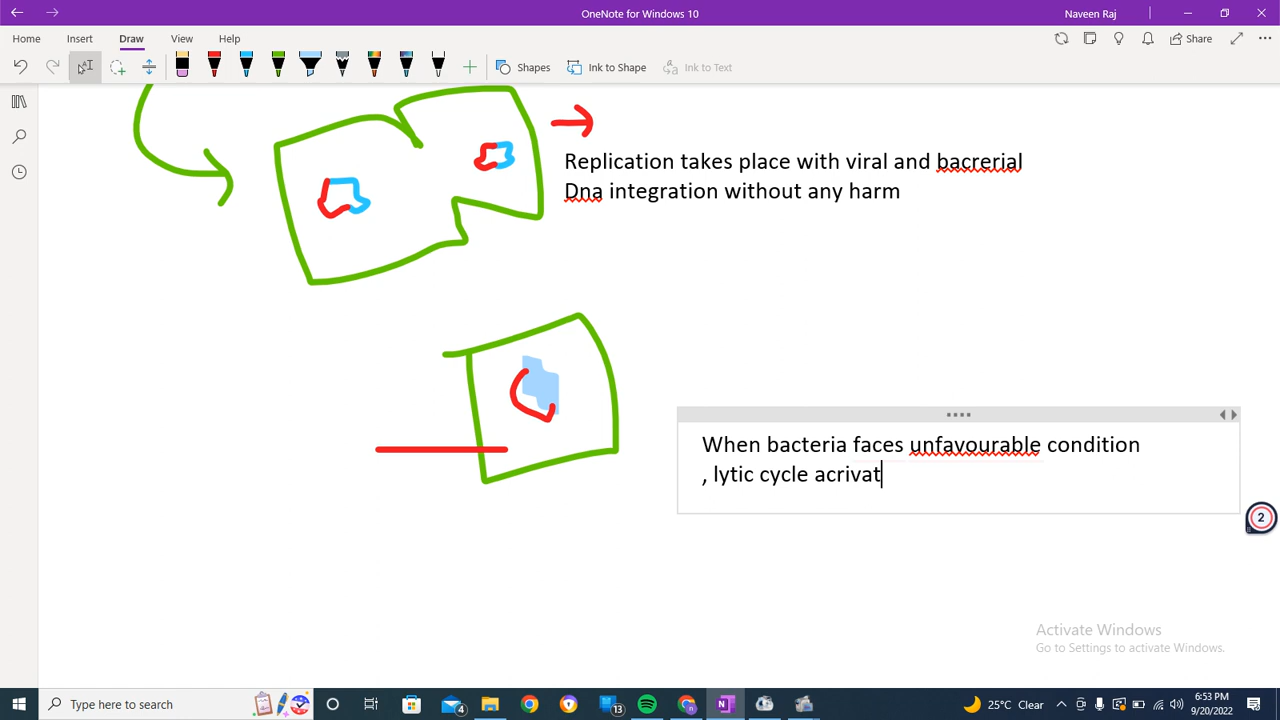 OneNote for Windows 10
Naveen Raj
Home Insert Draw View Help
Share
Shapes Ink to Shape Ink to Text
Replication takes place with viral and bacrerial
Dna integration without any harm
When bacteria faces unfavourable condition
, lytic cycle acrivat
2
Activate Windows
Go to Settings to activate Windows.
Type here to search
4
13
25°C Clear
6:53 PM
9/20/2022